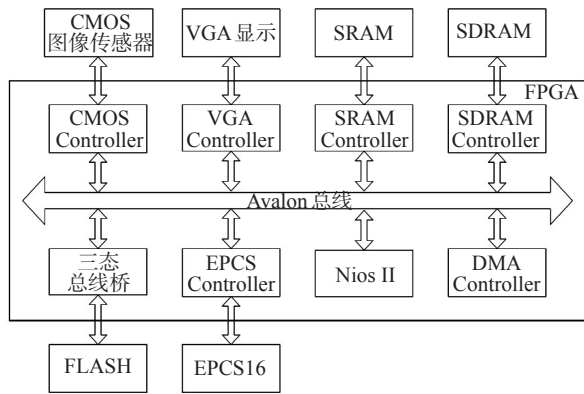 CMOS
图像传感器
VGA 显示
SRAM
SDRAM
FPGA
CMOS
Controller
VGA
Controller
SRAM
Controller
SDRAM
Controller
Avalon 总线
三态
总线桥
EPCS
Controller
Nios II
DMA
Controller
FLASH
EPCS16